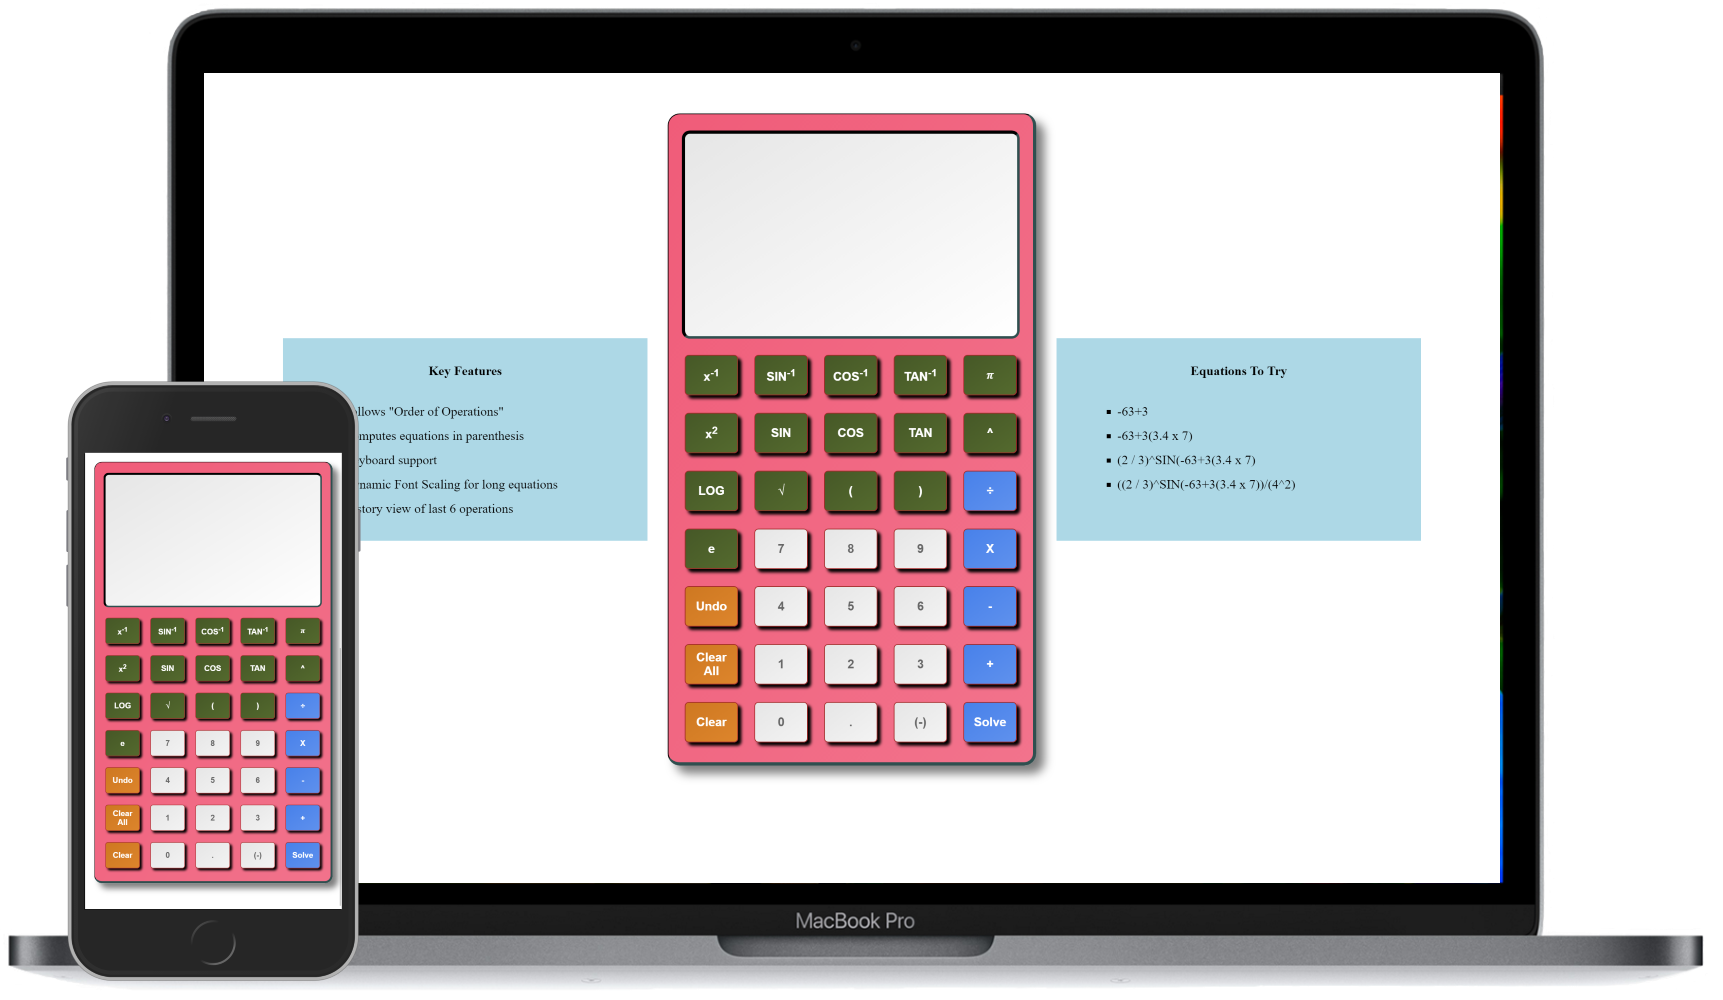 x-1 SIN-1 COS-1 TAN-1 π
x2 SIN COS TAN ^
LOG √ ( ) ÷
e 7 8 9 X
Undo 4 5 6 -
Clear All 1 2 3 +
Clear 0 . (-) Solve
Key Features
llows "Order of Operations"
mputes equations in parenthesis
yboard support
namic Font Scaling for long equations
story view of last 6 operations
Equations To Try
-63+3
-63+3(3.4 x 7)
(2 / 3)^SIN(-63+3(3.4 x 7)
((2 / 3)^SIN(-63+3(3.4 x 7))/(4^2)
x-1 SIN-1 COS-1 TAN-1 π
x2 SIN COS TAN ^
LOG √ ( ) ÷
e 7 8 9 X
Undo 4 5 6 -
Clear All 1 2 3 +
Clear 0 . (-) Solve
MacBook Pro